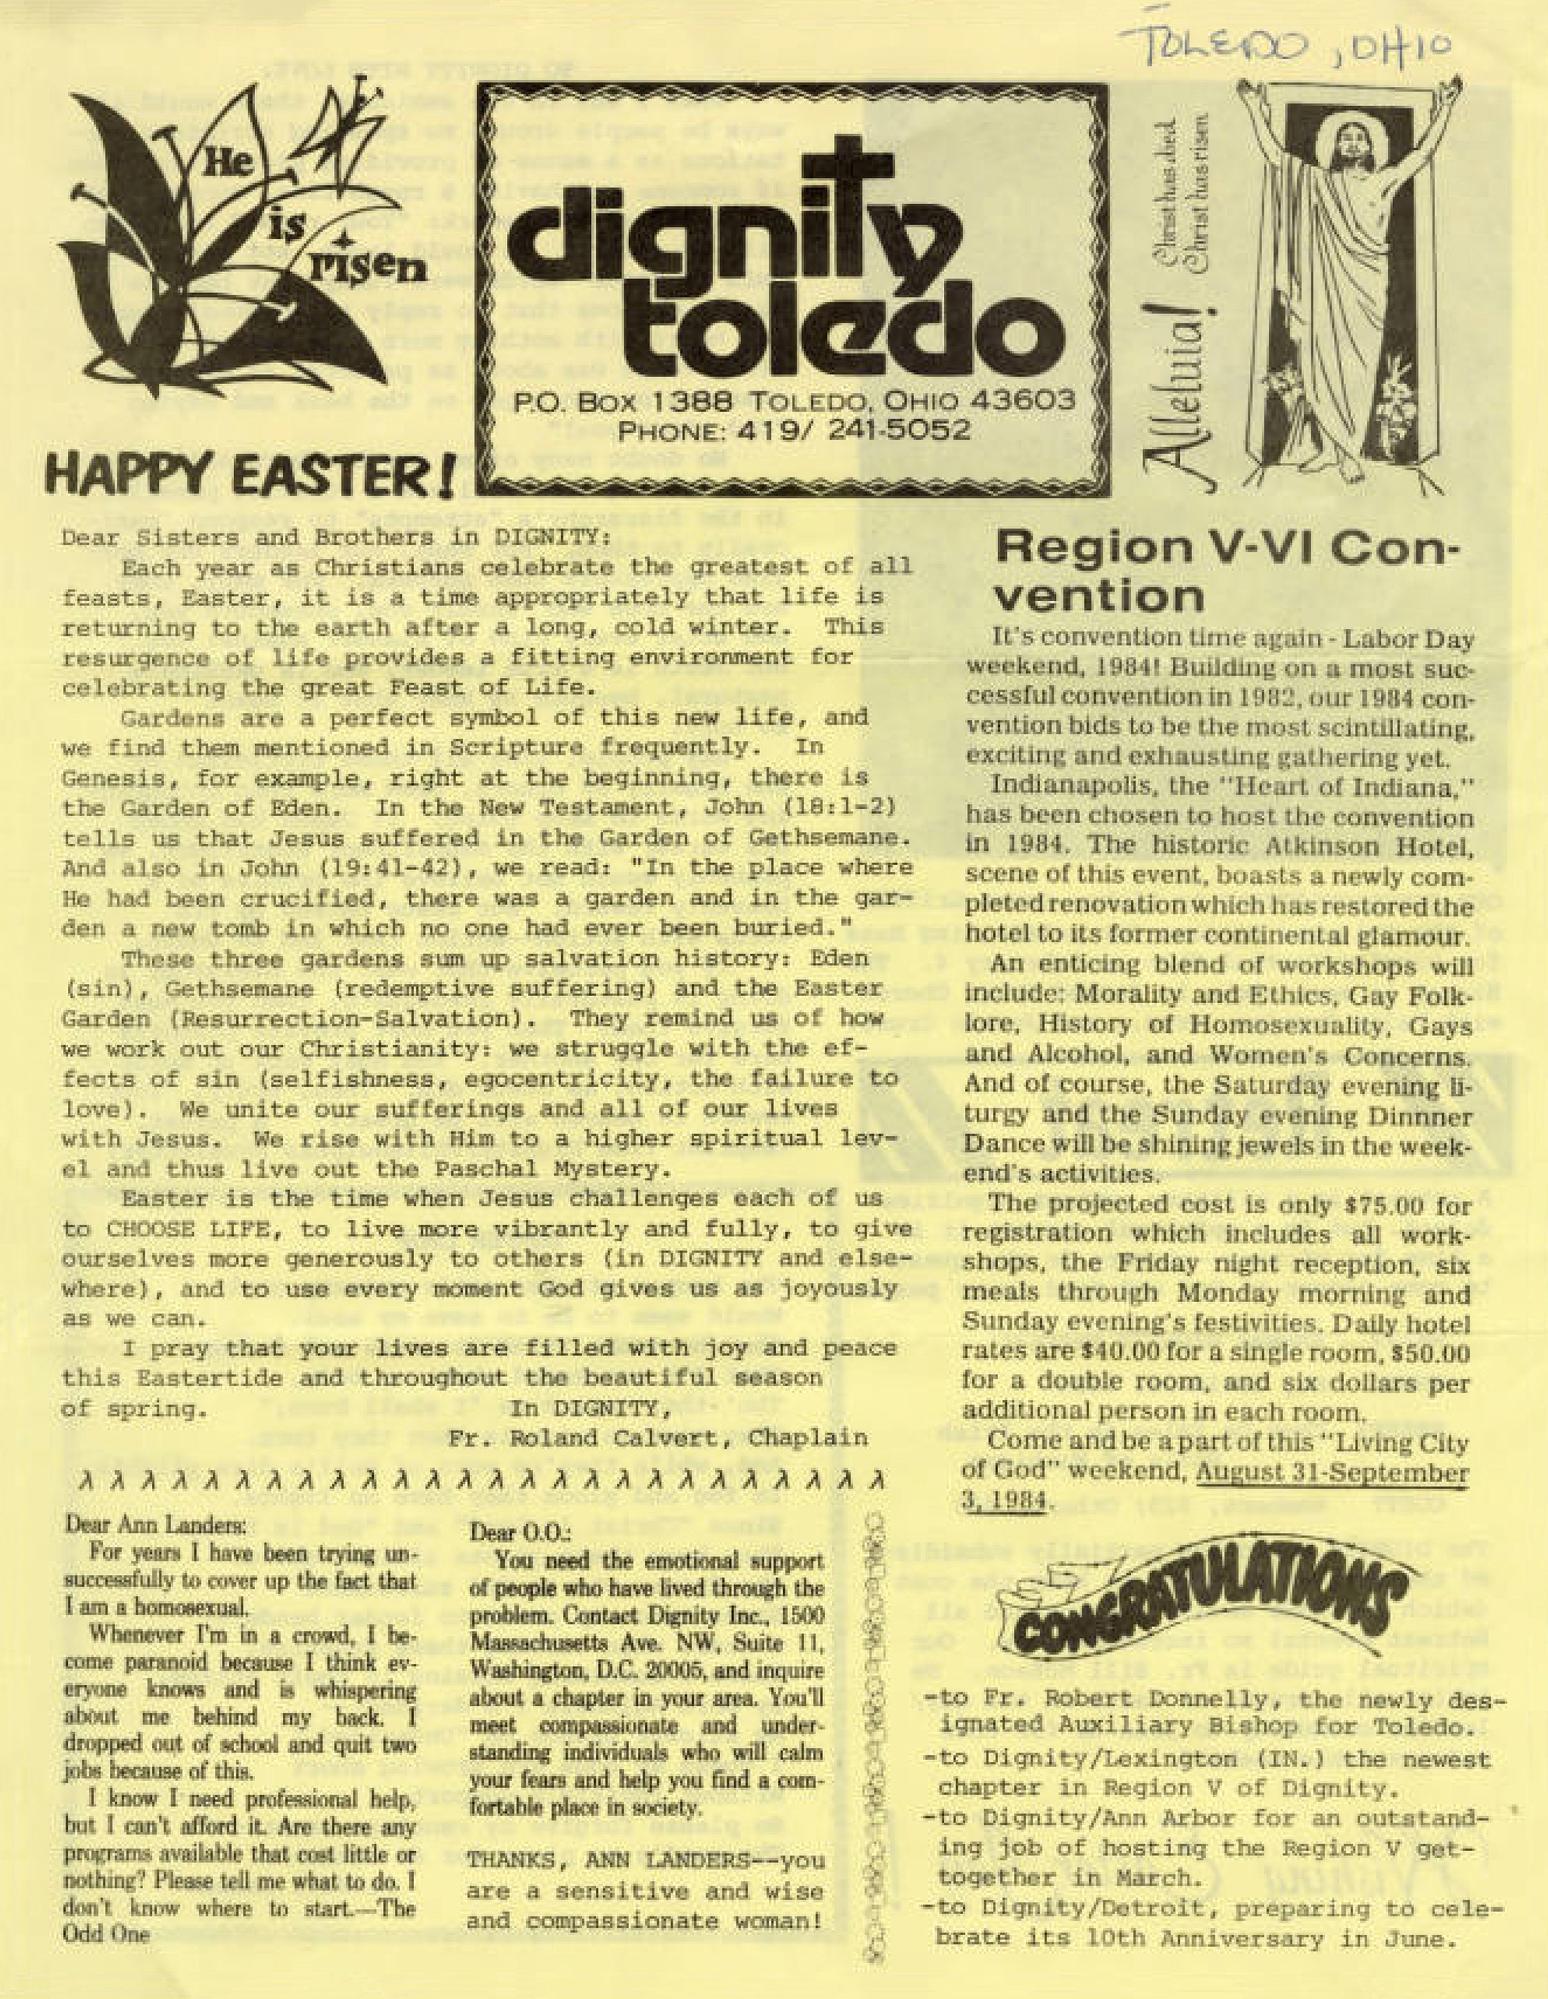 TOLEDO, OHIO
He
is
risen
dignity
toledo
P.O. BOX 1388 TOLEDO, OHIO 43603
PHONE: 419/ 241-5052
Alleluia!
Christ has died
Christ has risen
HAPPY EASTER!
Dear Sisters and Brothers in DIGNITY:
Each year as Christians celebrate the greatest of all
feasts, Easter, it is a time appropriately that life is
returning to the earth after a long, cold winter. This
resurgence of life provides a fitting environment for
celebrating the great Feast of Life.
Gardens are a perfect symbol of this new life, and
we find them mentioned in Scripture frequently. In
Genesis, for example, right at the beginning, there is
the Garden of Eden. In the New Testament, John (18:1-2)
tells us that Jesus suffered in the Garden of Gethsemane.
And also in John (19:41-42), we read: "In the place where
He had been crucified, there was a garden and in the gar-
den a new tomb in which no one had ever been buried."
These three gardens sum up salvation history: Eden
(sin), Gethsemane (redemptive suffering) and the Easter
Garden (Resurrection-Salvation). They remind us of how
we work out our Christianity: we struggle with the ef-
fects of sin (selfishness, egocentricity, the failure to
love). We unite our sufferings and all of our lives
with Jesus. We rise with Him to a higher spiritual lev-
el and thus live out the Paschal Mystery.
Easter is the time when Jesus challenges each of us
to CHOOSE LIFE, to live more vibrantly and fully, to give
ourselves more generously to others (in DIGNITY and else-
where), and to use every moment God gives us as joyously
as we can.
I pray that your lives are filled with joy and peace
this Eastertide and throughout the beautiful season
of spring. In DIGNITY,
Fr. Roland Calvert, Chaplain
λ λ λ λ λ λ λ λ λ λ λ λ λ λ λ λ λ λ λ λ λ λ λ λ λ λ
Dear Ann Landers:
For years I have been trying un-
successfully to cover up the fact that
I am a homosexual.
Whenever I'm in a crowd, I be-
come paranoid because I think ev-
eryone knows and is whispering
about me behind my back. I
dropped out of school and quit two
jobs because of this.
I know I need professional help,
but I can't afford it. Are there any
programs available that cost little or
nothing? Please tell me what to do. I
don't know where to start.—The
Odd One
Dear O.O.:
You need the emotional support
of people who have lived through the
problem. Contact Dignity Inc., 1500
Massachusetts Ave. NW, Suite 11,
Washington, D.C. 20005, and inquire
about a chapter in your area. You'll
meet compassionate and under-
standing individuals who will calm
your fears and help you find a com-
fortable place in society.
THANKS, ANN LANDERS--you
are a sensitive and wise
and compassionate woman!
Region V-VI Con-
vention
It's convention time again - Labor Day
weekend, 1984! Building on a most suc-
cessful convention in 1982, our 1984 con-
vention bids to be the most scintillating,
exciting and exhausting gathering yet.
Indianapolis, the "Heart of Indiana,"
has been chosen to host the convention
in 1984. The historic Atkinson Hotel,
scene of this event, boasts a newly com-
pleted renovation which has restored the
hotel to its former continental glamour.
An enticing blend of workshops will
include: Morality and Ethics, Gay Folk-
lore, History of Homosexuality, Gays
and Alcohol, and Women's Concerns.
And of course, the Saturday evening li-
turgy and the Sunday evening Dinnner
Dance will be shining jewels in the week-
end's activities.
The projected cost is only $75.00 for
registration which includes all work-
shops, the Friday night reception, six
meals through Monday morning and
Sunday evening's festivities. Daily hotel
rates are $40.00 for a single room, $50.00
for a double room, and six dollars per
additional person in each room.
Come and be a part of this "Living City
of God" weekend, August 31-September
3, 1984.
CONGRATULATIONS
-to Fr. Robert Donnelly, the newly des-
ignated Auxiliary Bishop for Toledo.
-to Dignity/Lexington (IN.) the newest
chapter in Region V of Dignity.
-to Dignity/Ann Arbor for an outstand-
ing job of hosting the Region V get-
together in March.
-to Dignity/Detroit, preparing to cele-
brate its 10th Anniversary in June.